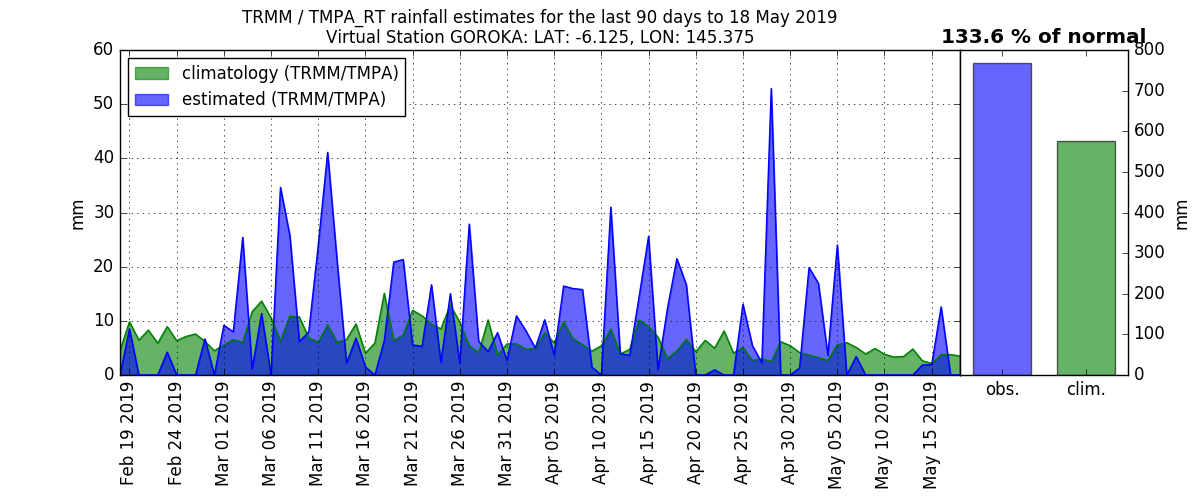 TRMM / TMPA_RT rainfall estimates for the last 90 days to 18 May 2019
Virtual Station GOROKA: LAT: -6.125, LON: 145.375
133.6 % of normal
climatology (TRMM/TMPA)
estimated (TRMM/TMPA)
mm
60
50
40
30
20
10
0
Feb 19 2019
Feb 24 2019
Mar 01 2019
Mar 06 2019
Mar 11 2019
Mar 16 2019
Mar 21 2019
Mar 26 2019
Mar 31 2019
Apr 05 2019
Apr 10 2019
Apr 15 2019
Apr 20 2019
Apr 25 2019
Apr 30 2019
May 05 2019
May 10 2019
May 15 2019
obs.
clim.
800
700
600
500
400
300
200
100
0
mm